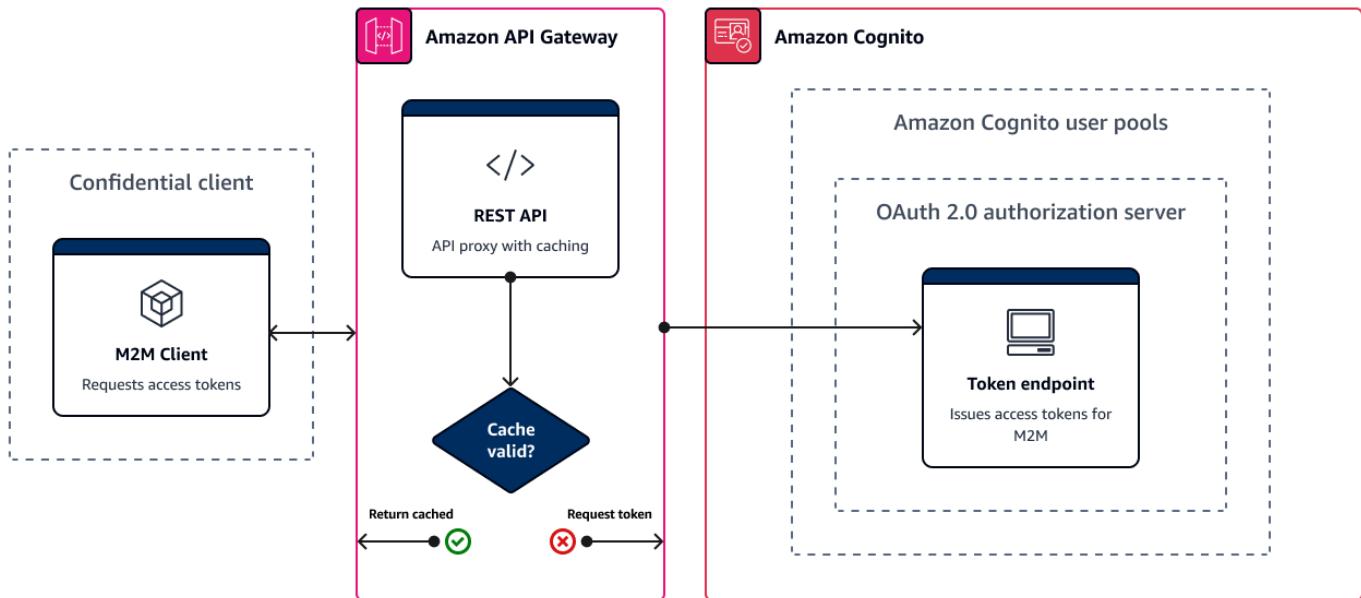 Amazon API Gateway
Amazon Cognito
Confidential client
M2M Client
Requests access tokens
</>
REST API
API proxy with caching
Cache
valid?
Return cached
Request token
Amazon Cognito user pools
OAuth 2.0 authorization server
Token endpoint
Issues access tokens for
M2M